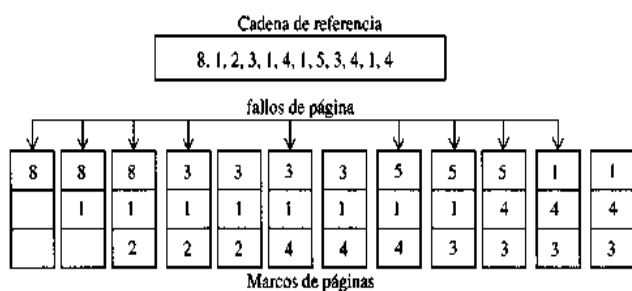 Cadena de referencia
8. 1, 2, 3, 1, 4, 1, 5, 3, 4, 1, 4
fallos de página
8 8 8 3 3 3 3 5 5 5 1 1
1 1 1 1 1 1 1 1 4 4 4
2 2 2 4 4 4 3 3 3 3
Marcos de páginas